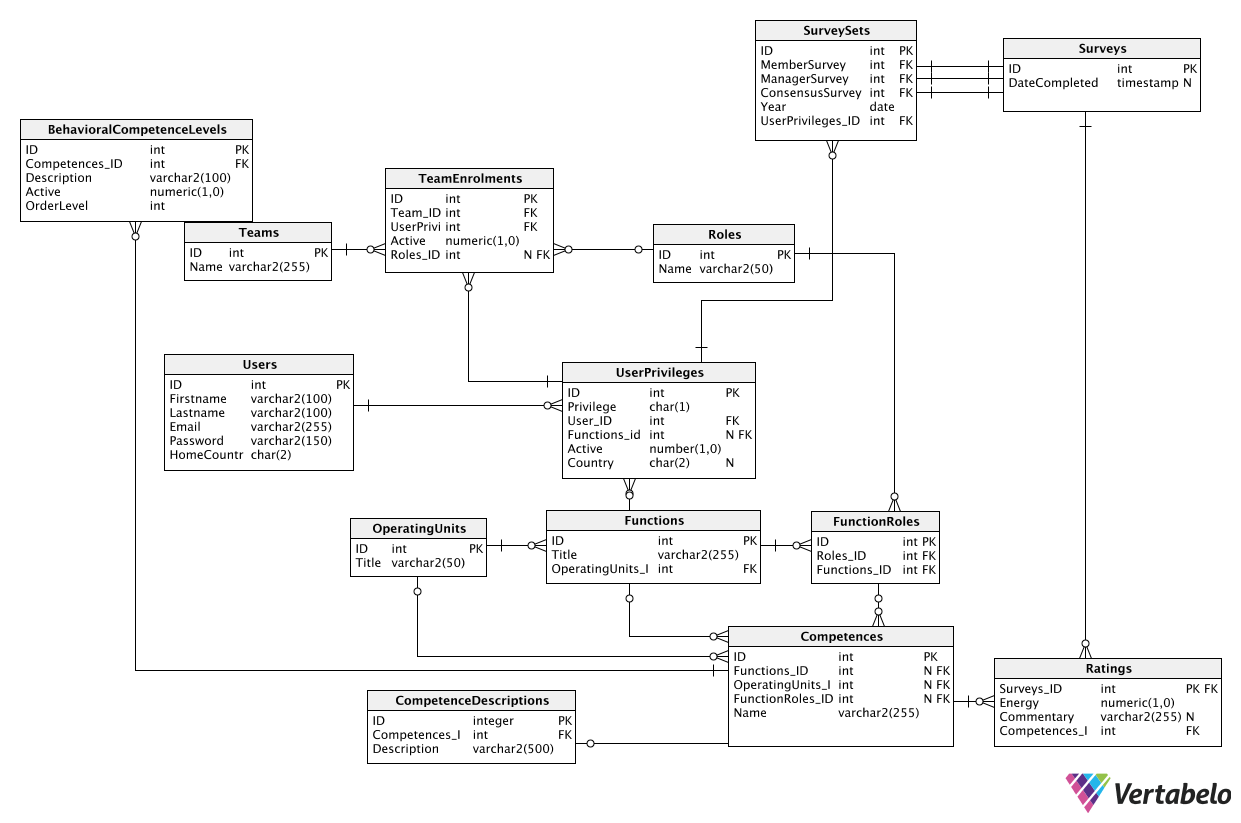 SurveySets
ID int PK
MemberSurvey int FK
ManagerSurvey int FK
ConsensusSurvey int FK
Year date
UserPrivileges_ID int FK
Surveys
ID int PK
DateCompleted timestamp N
BehavioralCompetenceLevels
ID int PK
Competences_ID int FK
Description varchar2(100)
Active numeric(1,0)
OrderLevel int
TeamEnrolments
ID int PK
Team_ID int FK
UserPrivi int FK
Active numeric(1,0)
Roles_ID int N FK
Teams
ID int PK
Name varchar2(255)
Roles
ID int PK
Name varchar2(50)
Users
ID int PK
Firstname varchar2(100)
Lastname varchar2(100)
Email varchar2(255)
Password varchar2(150)
HomeCountr char(2)
UserPrivileges
ID int PK
Privilege char(1)
User_ID int FK
Functions_id int N FK
Active number(1,0)
Country char(2) N
OperatingUnits
ID int PK
Title varchar2(50)
Functions
ID int PK
Title varchar2(255)
OperatingUnits_I int FK
FunctionRoles
ID int PK
Roles_ID int FK
Functions_ID int FK
Competences
ID int PK
Functions_ID int N FK
OperatingUnits_I int N FK
FunctionRoles_ID int N FK
Name varchar2(255)
Ratings
Surveys_ID int PK FK
Energy numeric(1,0)
Commentary varchar2(255) N
Competences_I int FK
CompetenceDescriptions
ID integer PK
Competences_I int FK
Description varchar2(500)
Vertabelo